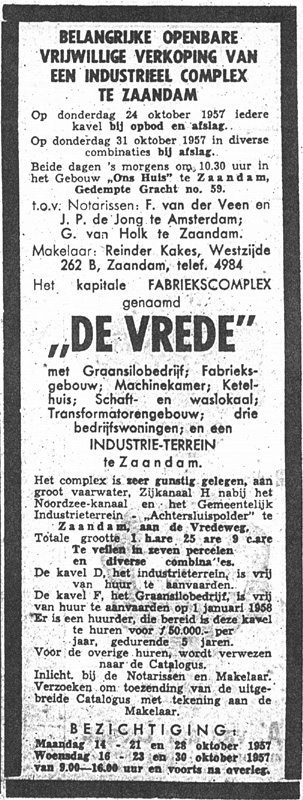 BELANGRIJKE OPENBARE
VRIJWILLIGE VERKOPING VAN
EEN INDUSTRIEEL COMPLEX
TE ZAANDAM
Op donderdag 24 oktober 1957 iedere
kavel bij opbod en afslag.
Op donderdag 31 oktober 1957 in diverse
combinaties bij afslag.
Beide dagen 's morgens om 10.30 uur in
het Gebouw „Ons Huis" te Zaandam,
Gedempte Gracht no. 59.
t.o.v. Notarissen: F. van der Veen en
J. P. de Jong te Amsterdam;
G. van Holk te Zaandam.
Makelaar: Reinder Kakes, Westzijde
262 B, Zaandam, telef. 4984
Het kapitale FABRIEKSCOMPLEX
genaamd
„DE VREDE"
met Graansilobedrijf; Fabrieks-
gebouw; Machinekamer; Ketel-
huis; Schaft- en waslokaal;
Transformatorengebouw; drie
bedrijfswoningen; en een
INDUSTRIE-TERREIN
te Zaandam.
Het complex is zeer gunstig gelegen, aan
groot vaarwater, Zijkanaal H nabij het
Noordzee-kanaal en het Gemeentelijk
Industrieterrein - „Achtersluispolder" te
Zaandam, aan de Vredeweg.
Totale grootte 1 h.are 25 are 9 c.are
Te veilen in zeven percelen
en diverse combina'ies.
De kavel D, het industrieterrein, is vrij
van huur te aanvaarden.
De kavel F, het Graansilobedrijf, is vrij
van huur te aanvaarden op 1 januari 1958
Er is een huurder, die bereid is deze kavel
te huren voor ƒ 50.000.- per
jaar, gedurende 5 jaren.
Voor de overige huren, wordt verwezen
naar de Catalogus.
Inlicht. bij de Notarissen en Makelaar.
Verzoeken om toezending van de uitge-
breide Catalogus met tekening aan de
Makelaar.
BEZICHTIGING:
Maandag 14 - 21 en 28 oktober 1957
Woensdag 16 - 23 en 30 oktober 1957
van 9.00—16.00 uur en voorts na overleg.